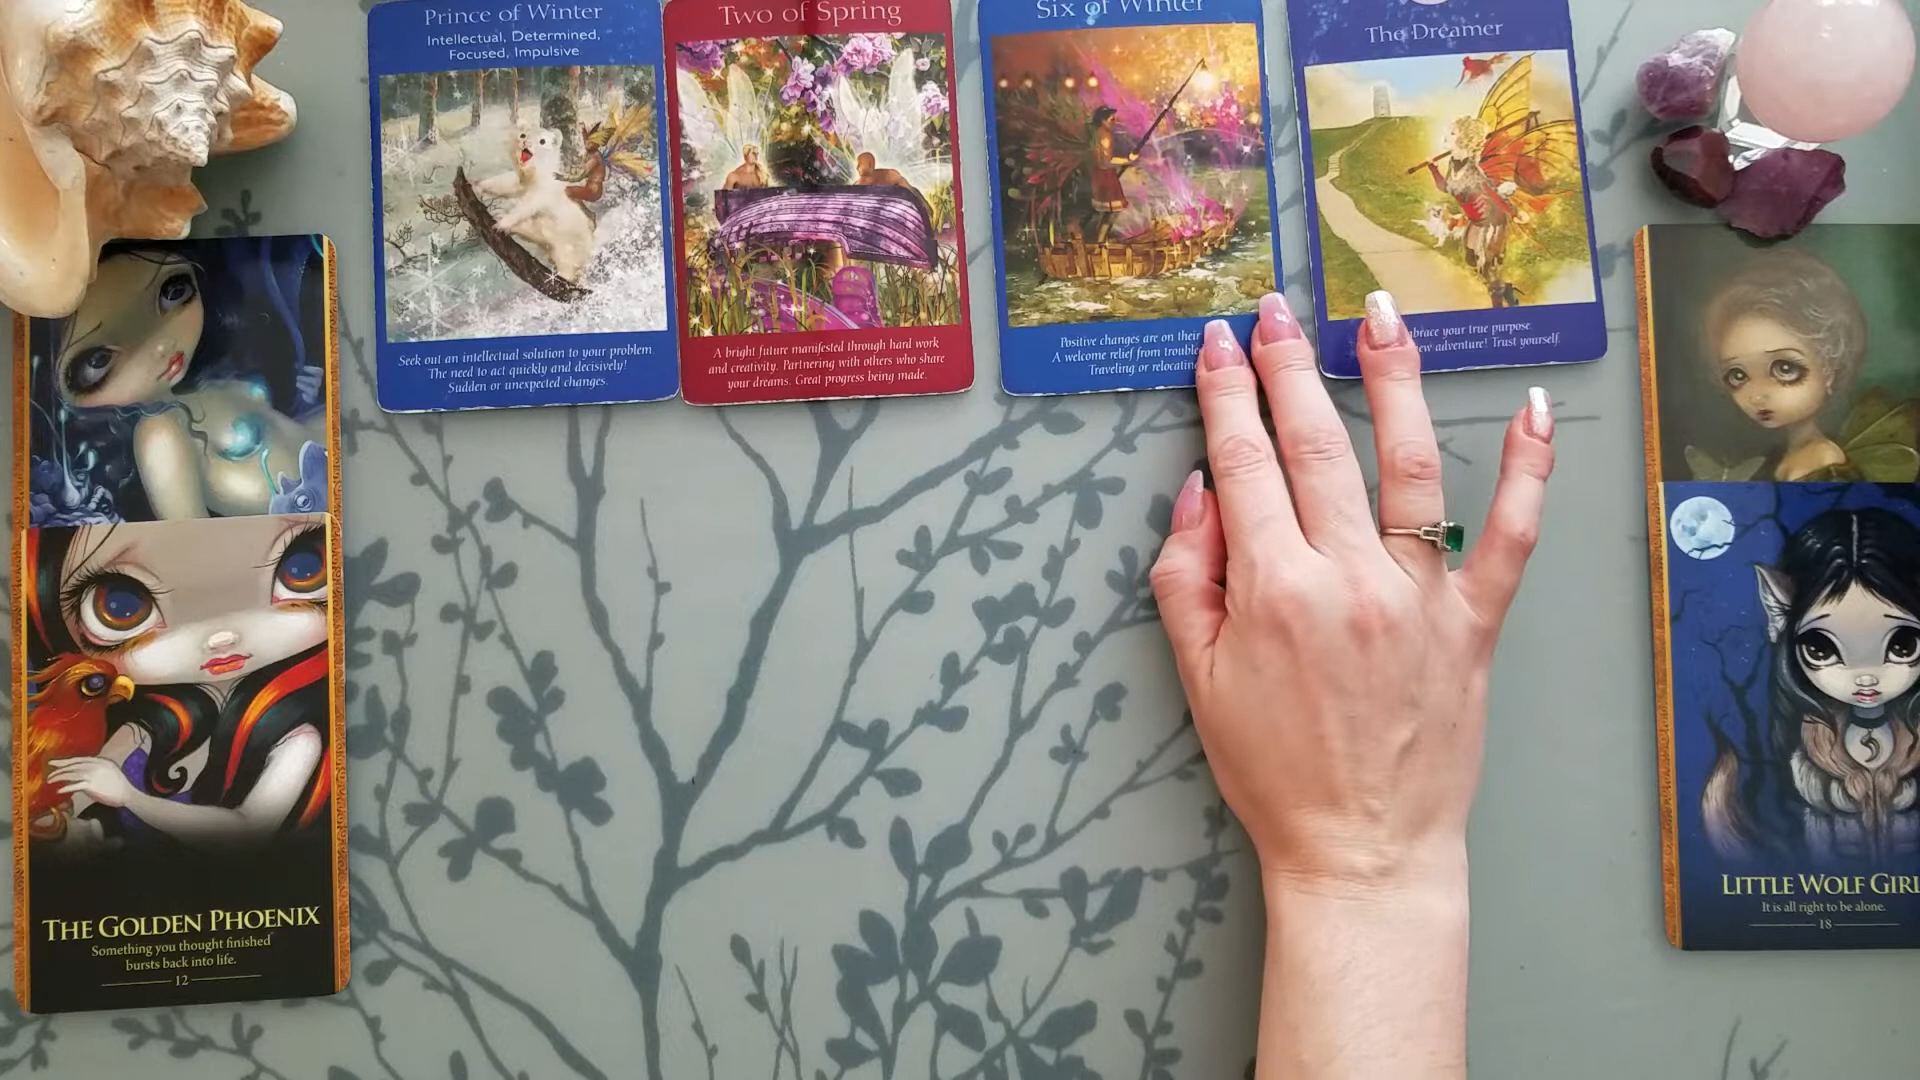 Prince of Winter
Intellectual, Determined,
Focused, Impulsive
Seek out an intellectual solution to your problem.
The need to act quickly and decisively!
Sudden or unexpected changes.
Two of Spring
A bright future manifested through hard work
and creativity. Partnering with others who share
your dreams. Great progress being made.
Six of Winter
Positive changes are on their
A welcome relief from
Traveling or
The Dreamer
your true purpose.
adventure! Trust yourself.
THE GOLDEN PHOENIX
Something you thought finished
bursts back into life.
12
LITTLE WOLF GIRL
It is all right to be alone.
18